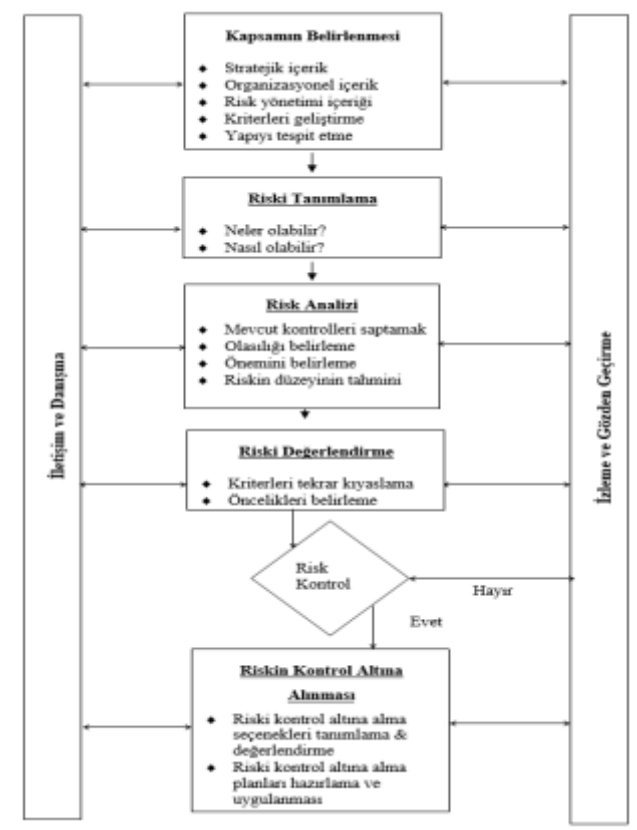 Kapsamın Belirlenmesi
♦ Stratejik içerik
♦ Organizasyonel içerik
♦ Risk yönetimi içeriği
♦ Kriterleri geliştirme
♦ Yapıyı tespit etme
Riski Tanımlama
♦ Neler olabilir?
♦ Nasıl olabilir?
Risk Analizi
♦ Mevcut kontrolleri saptamak
♦ Olasılığı belirleme
♦ Önemini belirleme
♦ Riskin düzeyinin tahmini
Riski Değerlendirme
♦ Kriterleri tekrar kıyaslama
♦ Öncelikleri belirleme
Risk
Kontrol
Hayır
Evet
Riskin Kontrol Altına
Alınması
♦ Riski kontrol altına alma
seçenekleri tanımlama &
değerlendirme
♦ Riski kontrol altına alma
planları hazırlama ve
uygulanması
İletişim ve Danışma
İzleme ve Gözden Geçirme